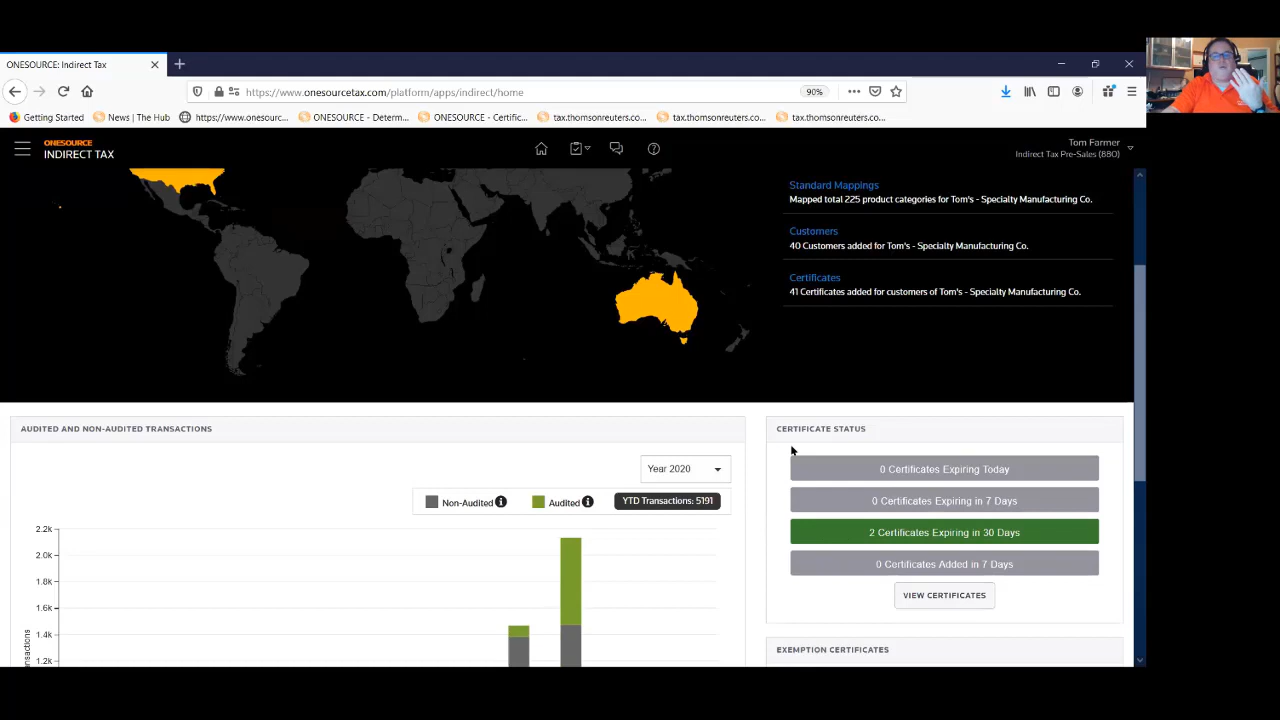 ONESOURCE: Indirect Tax
https://www.onesourcetax.com/platform/apps/indirect/home
90%
Getting Started
News | The Hub
https://www.onesourc...
ONESOURCE - Determ...
ONESOURCE - Certific...
tax.thomsonreuters.co...
tax.thomsonreuters.co...
tax.thomsonreuters.co...
ONESOURCE
INDIRECT TAX
Tom Farmer
Indirect Tax Pre-Sales (880)
Standard Mappings
Mapped total 225 product categories for Tom's - Specialty Manufacturing Co.
Customers
40 Customers added for Tom's - Specialty Manufacturing Co.
Certificates
41 Certificates added for customers of Tom's - Specialty Manufacturing Co.
AUDITED AND NON-AUDITED TRANSACTIONS
Year 2020
Non-Audited
Audited
YTD Transactions: 5191
2.2k
2.0k
1.8k
1.6k
1.4k
1.2k
CERTIFICATE STATUS
0 Certificates Expiring Today
0 Certificates Expiring in 7 Days
2 Certificates Expiring in 30 Days
0 Certificates Added in 7 Days
VIEW CERTIFICATES
EXEMPTION CERTIFICATES